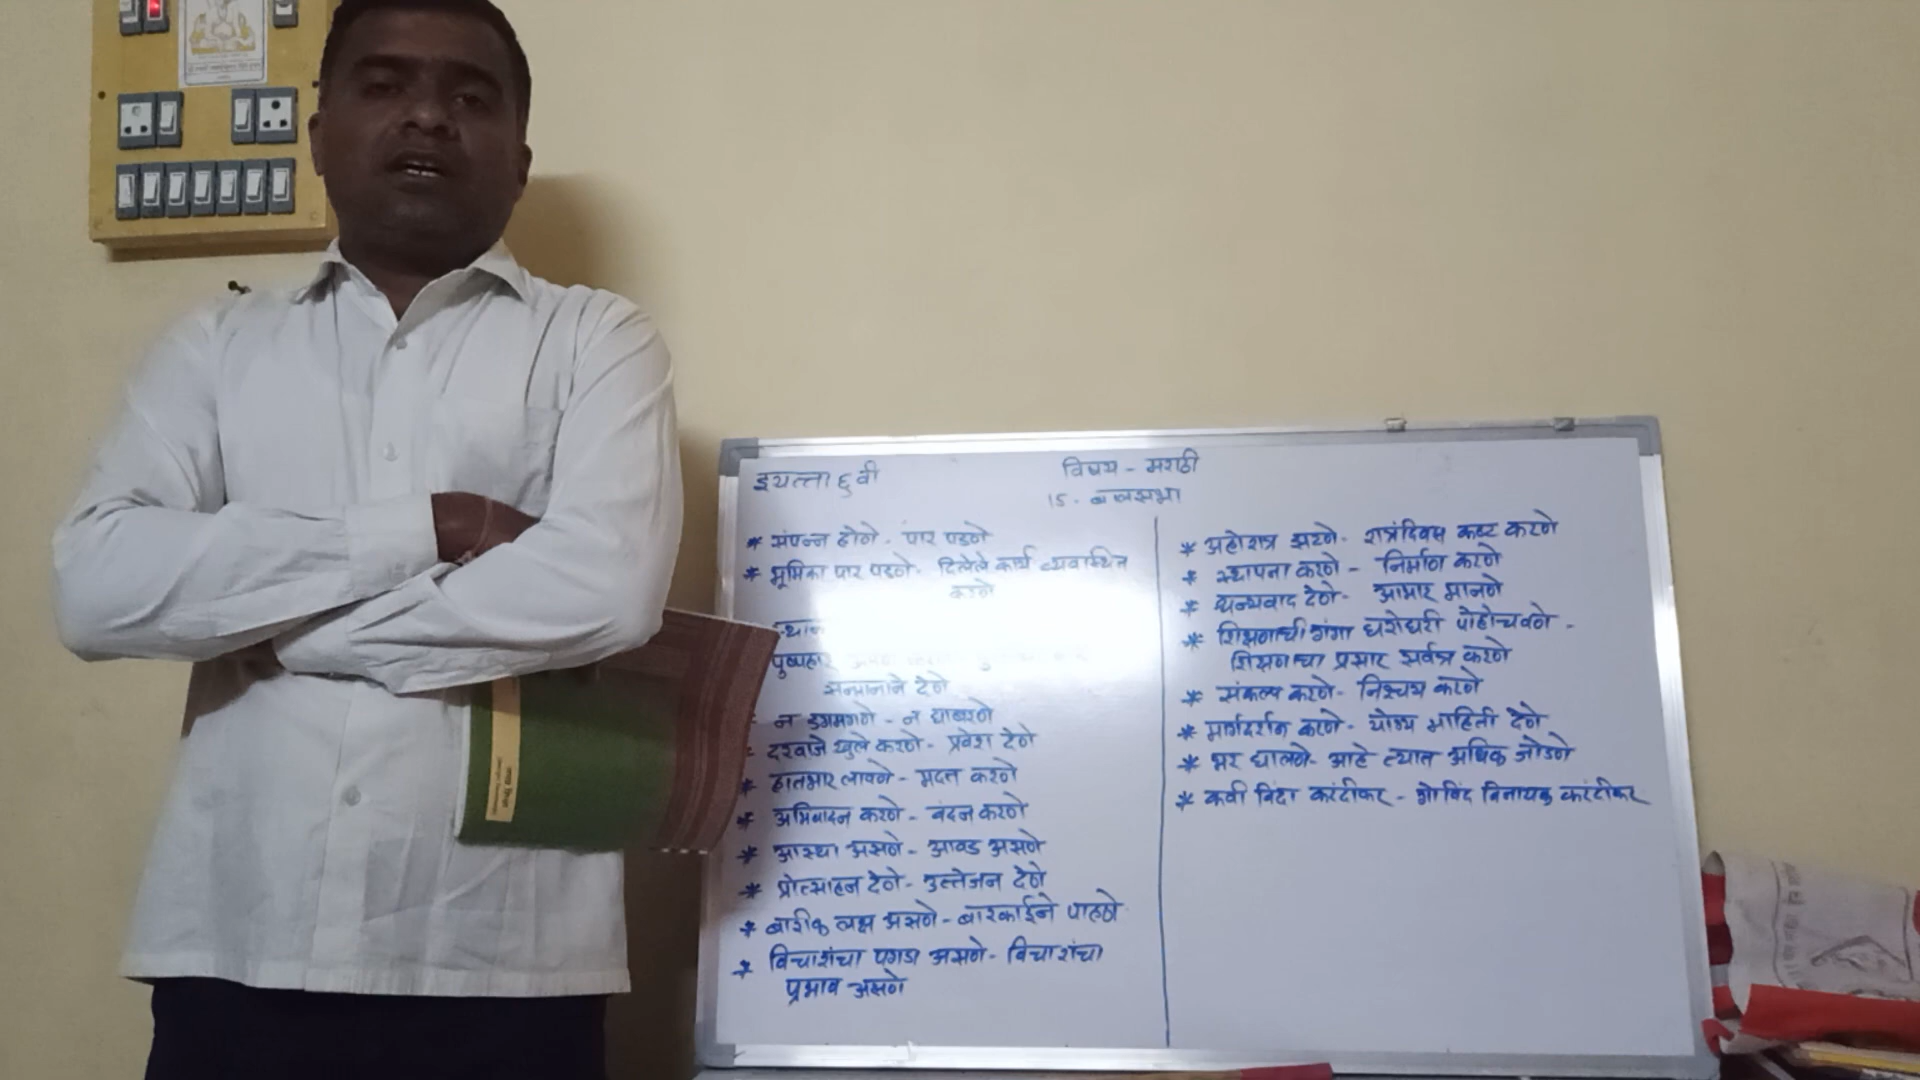 इयत्ता ६ वी
विषय - मराठी
15. बालसभा
* संपन्न होणे - पार पडणे
* भूमिका पार पडणे - दिलेले कार्य व्यवस्थित
करणे
स्थान
पुष्पहार
सन्मानाने देणे
न डगमगणे - न घाबरणे
दरवाजे खुले करणे - प्रवेश देणे
* हातभार लावणे - मदत करणे
* अभिवादन करणे - वंदन करणे
* आस्था असणे - आवड असणे
* प्रोत्साहन देणे - उत्तेजन देणे
* बारीक लक्ष असणे - बारकाईने पाहणे
* विचारांचा पगडा असणे - विचारांचा
प्रभाव असणे
* अहोरात्र झटणे - रात्रंदिवस कष्ट करणे
* स्थापना करणे - निर्माण करणे
* धन्यवाद देणे - आभार मानणे
* शिक्षणाची गंगा घरोघरी पोहोचवणे -
शिक्षणाचा प्रसार सर्वत्र करणे
* संकल्प करणे - निश्चय करणे
* मार्गदर्शन करणे - योग्य माहिती देणे
* भर घालणे - आहे त्यात अधिक जोडणे
* कवी विंदा करंदीकर - गोविंद विनायक करंदीकर